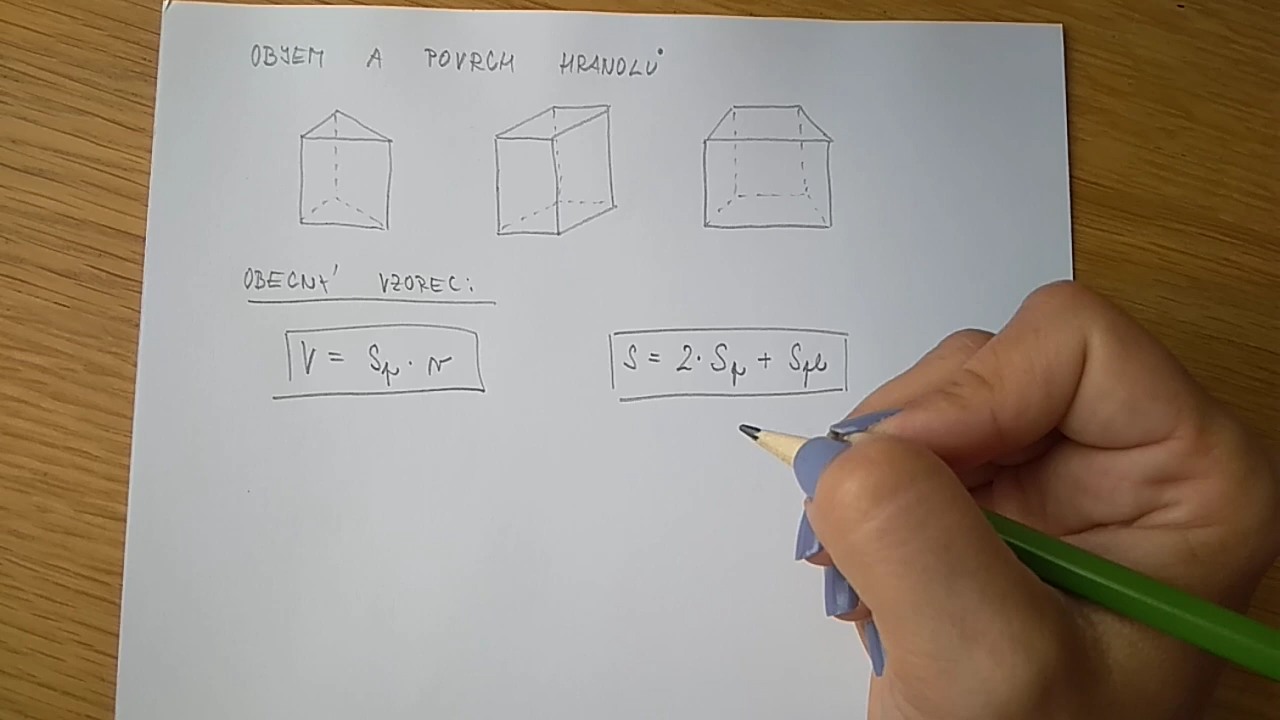 OBJEM A POVRCH HRANOLŮ
OBECNÝ VZOREC:
V = Sp · v
S = 2 · Sp + Spl